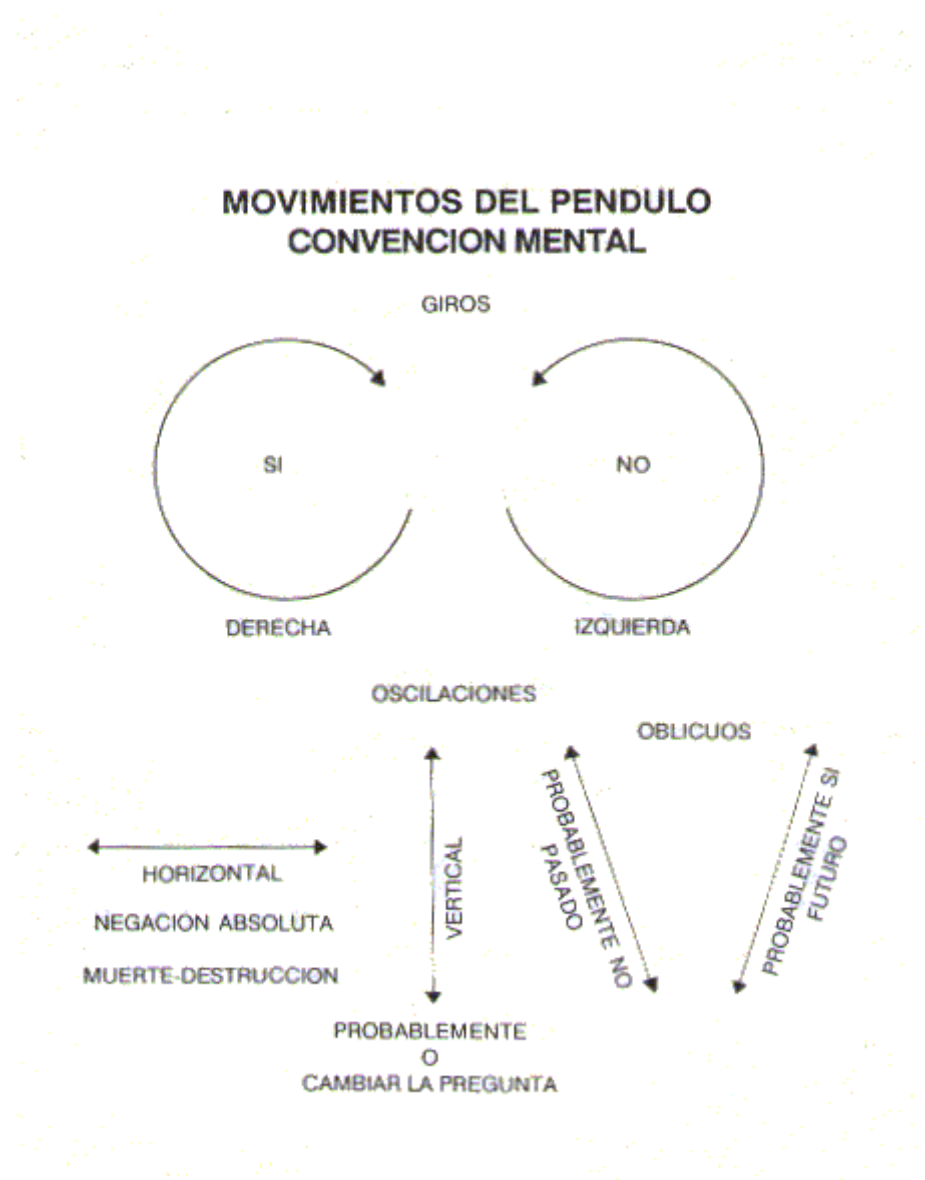 MOVIMIENTOS DEL PENDULO
CONVENCION MENTAL
GIROS
SI
NO
DERECHA
IZQUIERDA
OSCILACIONES
OBLICUOS
HORIZONTAL
NEGACION ABSOLUTA
MUERTE-DESTRUCCION
VERTICAL
PROBABLEMENTE
O
CAMBIAR LA PREGUNTA
PROBABLEMENTE NO
PASADO
PROBABLEMENTE SI
FUTURO